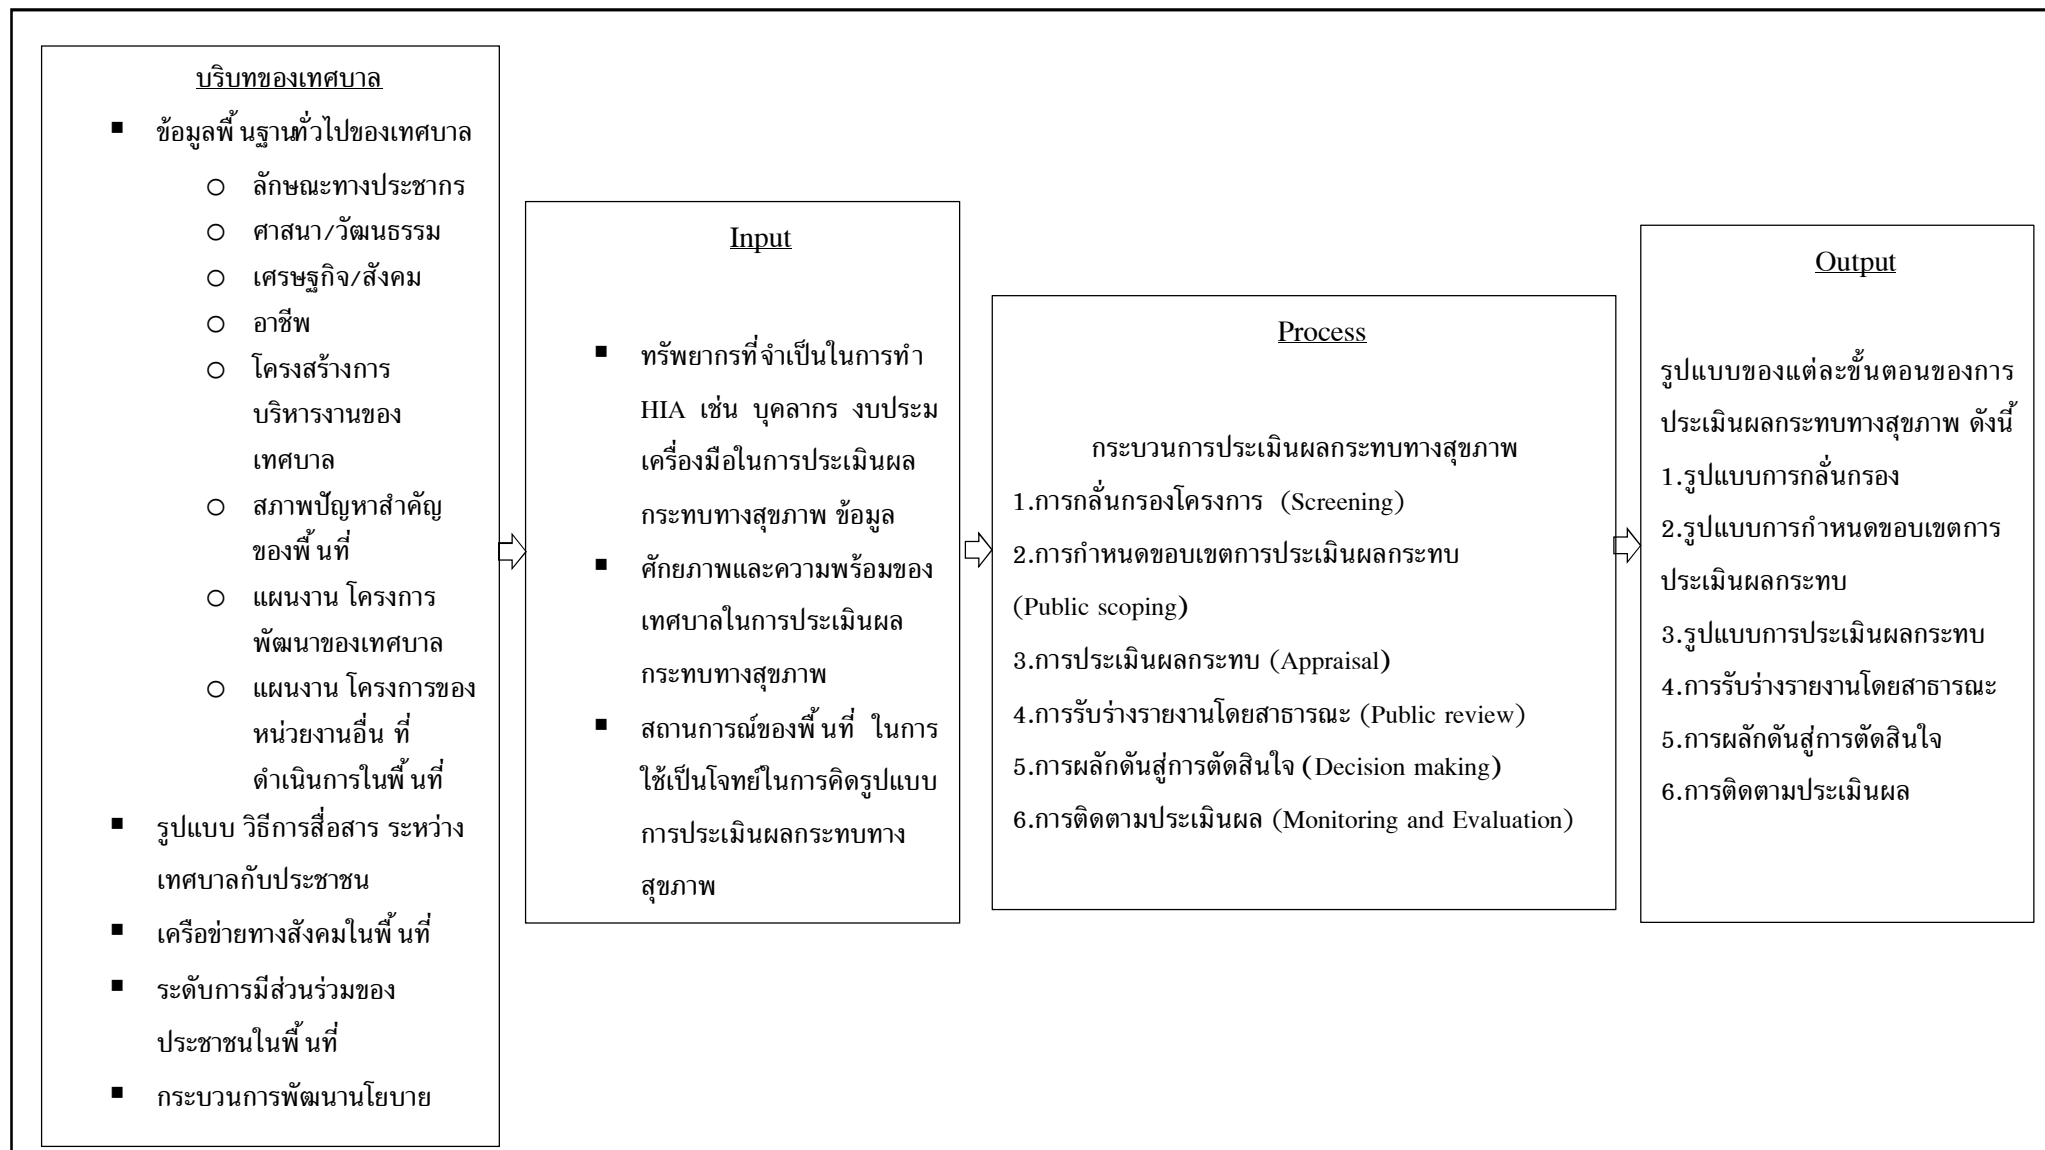 บริบทของเทศบาล
▪ ข้อมูลพื้นฐานทั่วไปของเทศบาล
○ ลักษณะทางประชากร
○ ศาสนา/วัฒนธรรม
○ เศรษฐกิจ/สังคม
○ อาชีพ
○ โครงสร้างการ
บริหารงานของ
เทศบาล
○ สภาพปัญหาสำคัญ
ของพื้นที่
○ แผนงาน โครงการ
พัฒนาของเทศบาล
○ แผนงาน โครงการของ
หน่วยงานอื่น ที่
ดำเนินการในพื้นที่
▪ รูปแบบ วิธีการสื่อสาร ระหว่าง
เทศบาลกับประชาชน
▪ เครือข่ายทางสังคมในพื้นที่
▪ ระดับการมีส่วนร่วมของ
ประชาชนในพื้นที่
▪ กระบวนการพัฒนานโยบาย
Input
▪ ทรัพยากรที่จำเป็นในการทำ
HIA เช่น บุคลากร งบประม
เครื่องมือในการประเมินผล
กระทบทางสุขภาพ ข้อมูล
▪ ศักยภาพและความพร้อมของ
เทศบาลในการประเมินผล
กระทบทางสุขภาพ
▪ สถานการณ์ของพื้นที่ ในการ
ใช้เป็นโจทย์ในการคิดรูปแบบ
การประเมินผลกระทบทาง
สุขภาพ
Process
กระบวนการประเมินผลกระทบทางสุขภาพ
1.การกลั่นกรองโครงการ (Screening)
2.การกำหนดขอบเขตการประเมินผลกระทบ
(Public scoping)
3.การประเมินผลกระทบ (Appraisal)
4.การรับร่างรายงานโดยสาธารณะ (Public review)
5.การผลักดันสู่การตัดสินใจ (Decision making)
6.การติดตามประเมินผล (Monitoring and Evaluation)
Output
รูปแบบของแต่ละขั้นตอนของการ
ประเมินผลกระทบทางสุขภาพ ดังนี้
1.รูปแบบการกลั่นกรอง
2.รูปแบบการกำหนดขอบเขตการ
ประเมินผลกระทบ
3.รูปแบบการประเมินผลกระทบ
4.การรับร่างรายงานโดยสาธารณะ
5.การผลักดันสู่การตัดสินใจ
6.การติดตามประเมินผล